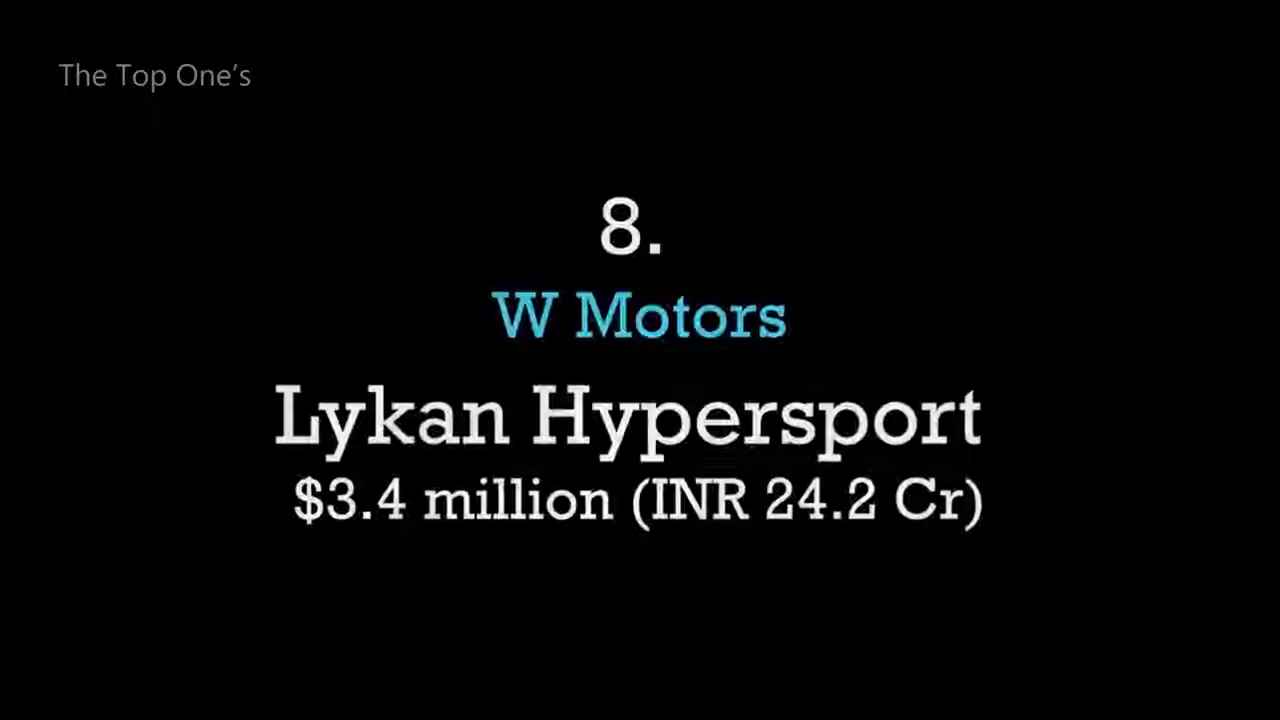 The Top One's
8.
W Motors
Lykan Hypersport
$3.4 million (INR 24.2 Cr)